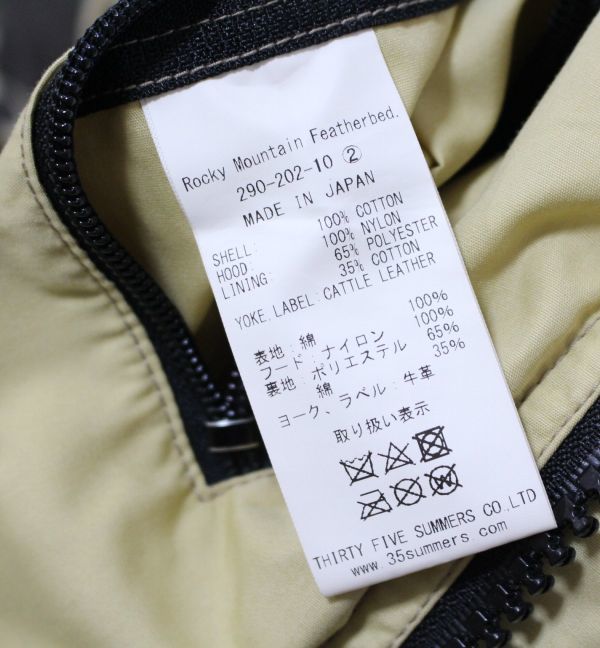 Rocky Mountain Featherbed.
290-202-10 ②
MADE IN JAPAN
SHELL: 100% COTTON
HOOD: 100% NYLON
LINING: 65% POLYESTER
35% COTTON
YOKE.LABEL: CATTLE LEATHER
表地: 綿 100%
フード: ナイロン 100%
裏地: ポリエステル 65%
綿 35%
ヨーク、ラベル: 牛革
取り扱い表示
THIRTY FIVE SUMMERS CO.,LTD
www.35summers.com